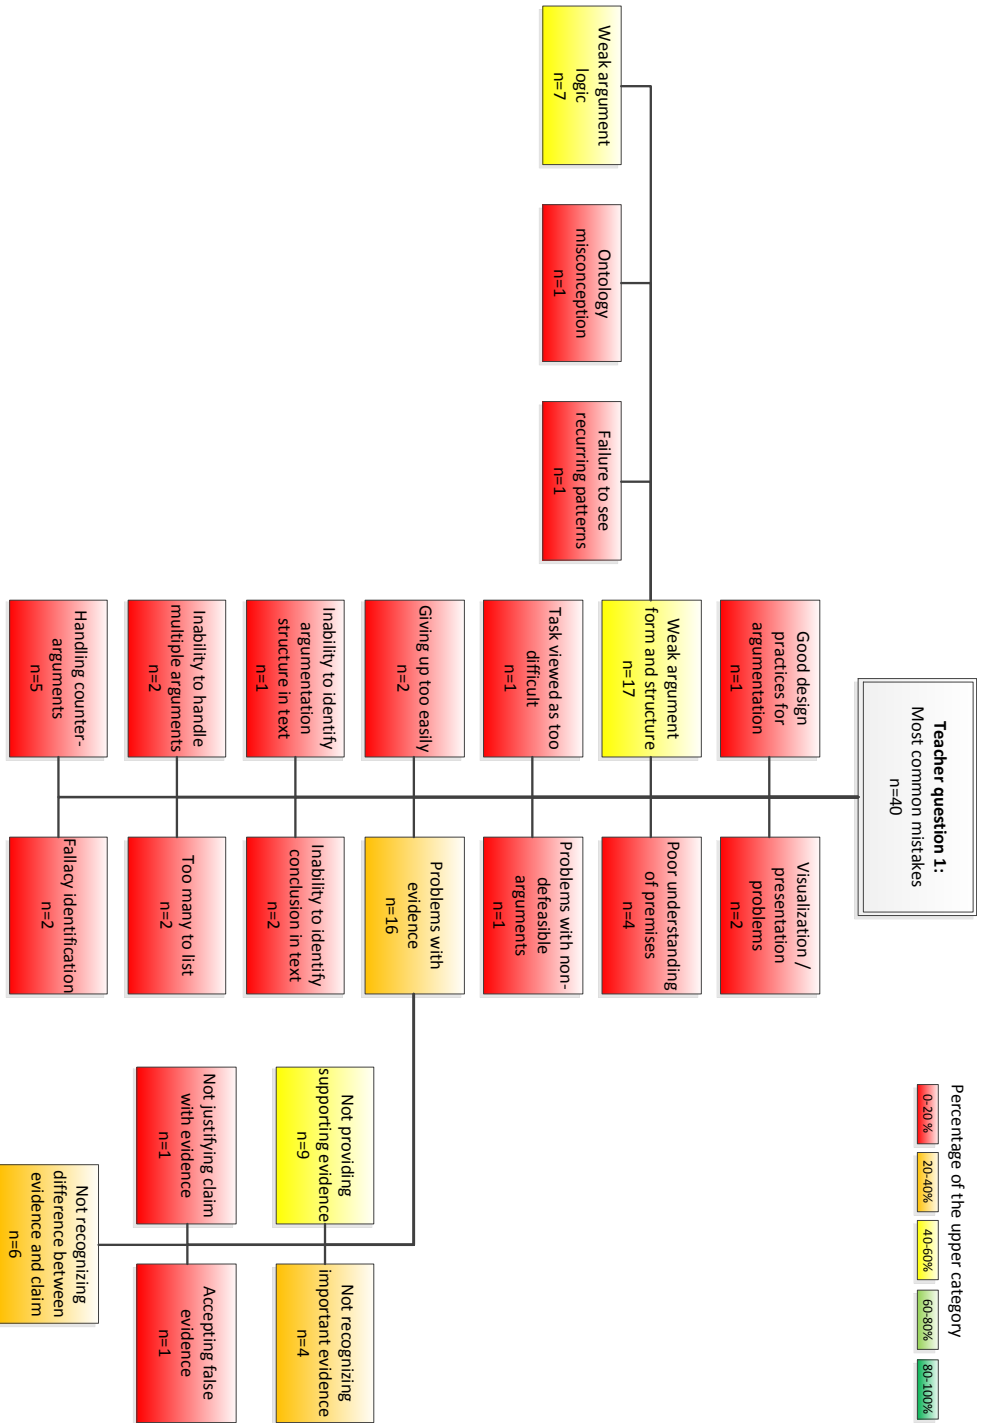 Teacher question 1:
Most common mistakes
n=40
Percentage of the upper category
0-20 %
20-40%
40-60%
60-80%
80-100%
Good design
practices for
argumentation
n=1
Visualization /
presentation
problems
n=2
Weak argument
form and structure
n=17
Poor understanding
of premises
n=4
Task viewed as too
difficult
n=1
Problems with non-
defeasible
arguments
n=1
Giving up too easily
n=2
Problems with
evidence
n=16
Inability to identify
argumentation
structure in text
n=1
Inability to identify
conclusion in text
n=2
Inability to handle
multiple arguments
n=2
Too many to list
n=2
Handling counter-
arguments
n=5
Fallacy identification
n=2
Weak argument
logic
n=7
Ontology
misconception
n=1
Failure to see
recurring patterns
n=1
Not providing
supporting evidence
n=9
Not recognizing
important evidence
n=4
Not justifying claim
with evidence
n=1
Accepting false
evidence
n=1
Not recognizing
difference between
evidence and claim
n=6